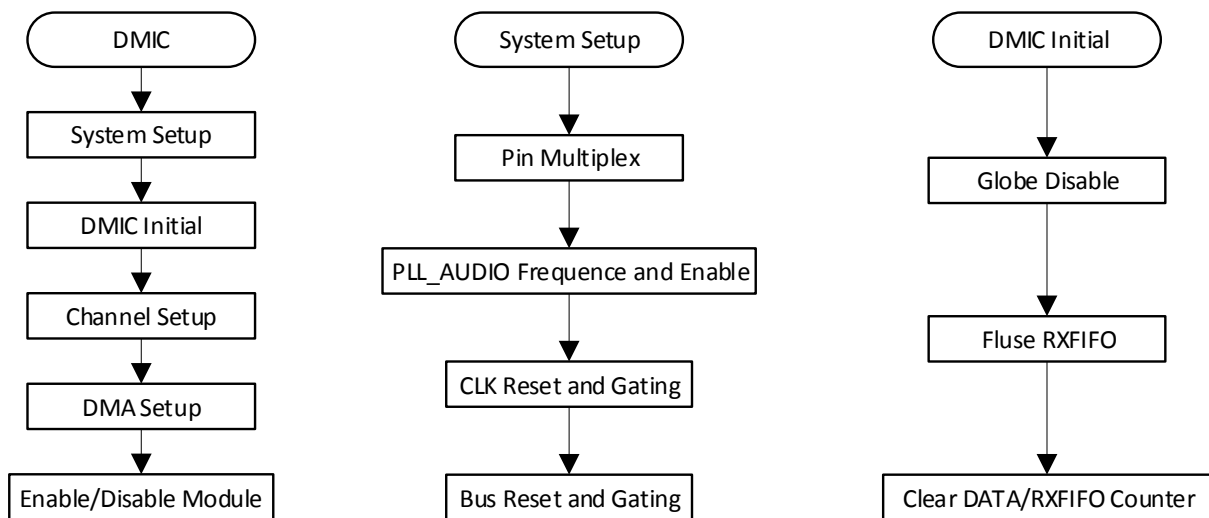 DMIC
System Setup
DMIC Initial
Channel Setup
DMA Setup
Enable/Disable Module
System Setup
Pin Multiplex
PLL_AUDIO Frequence and Enable
CLK Reset and Gating
Bus Reset and Gating
DMIC Initial
Globe Disable
Fluse RXFIFO
Clear DATA/RXFIFO Counter